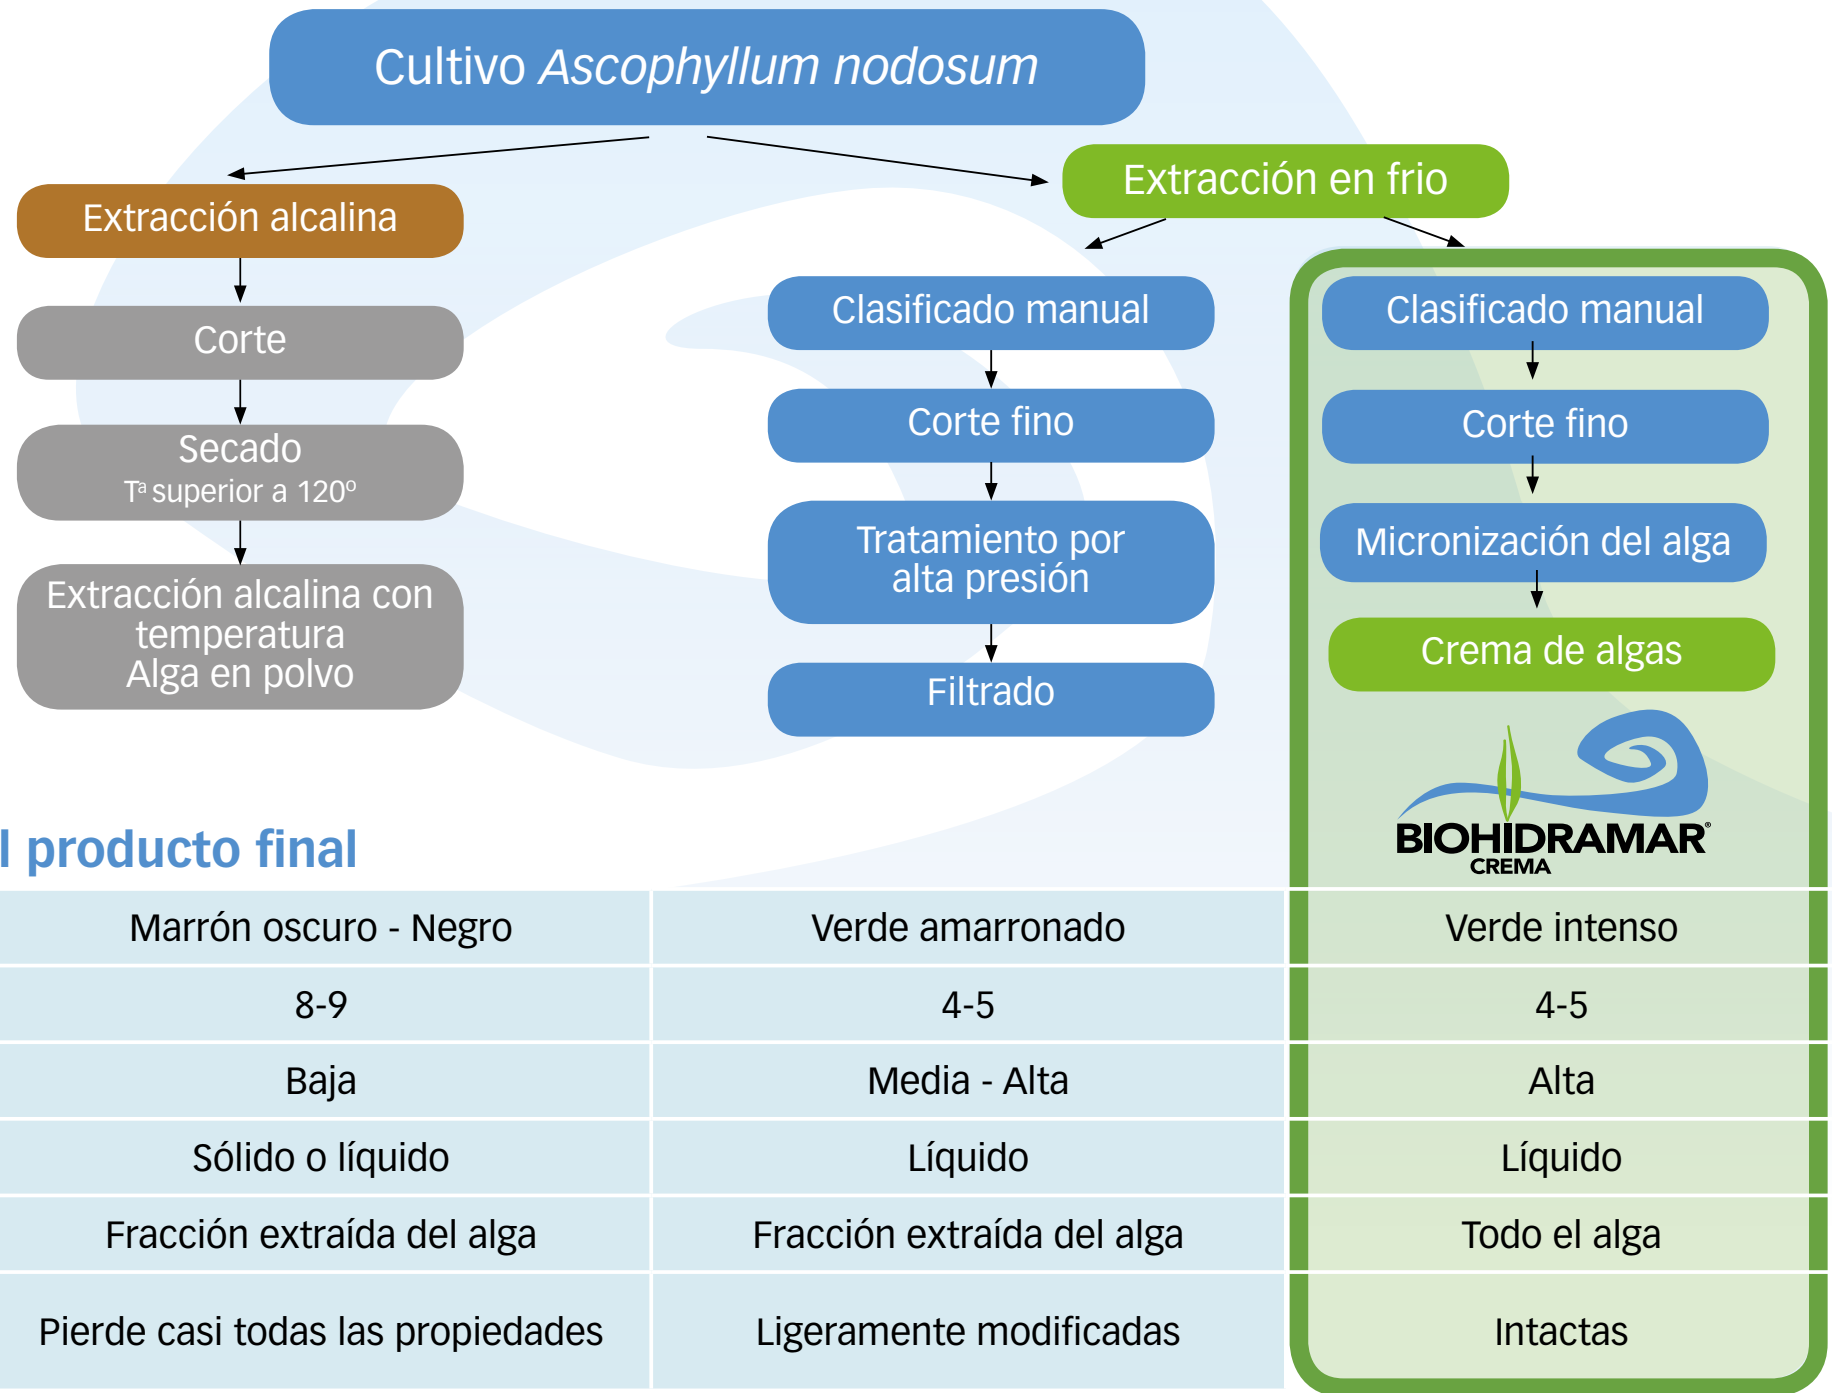 Cultivo Ascophyllum nodosum
Extracción alcalina
Corte
Secado
Tª superior a 120º
Extracción alcalina con
temperatura
Alga en polvo
Extracción en frio
Clasificado manual
Corte fino
Tratamiento por
alta presión
Filtrado
Clasificado manual
Corte fino
Micronización del alga
Crema de algas
BIOHIDRAMAR®
CREMA
l producto final
Marrón oscuro - Negro
Verde amarronado
Verde intenso
8-9
4-5
4-5
Baja
Media - Alta
Alta
Sólido o líquido
Líquido
Líquido
Fracción extraída del alga
Fracción extraída del alga
Todo el alga
Pierde casi todas las propiedades
Ligeramente modificadas
Intactas